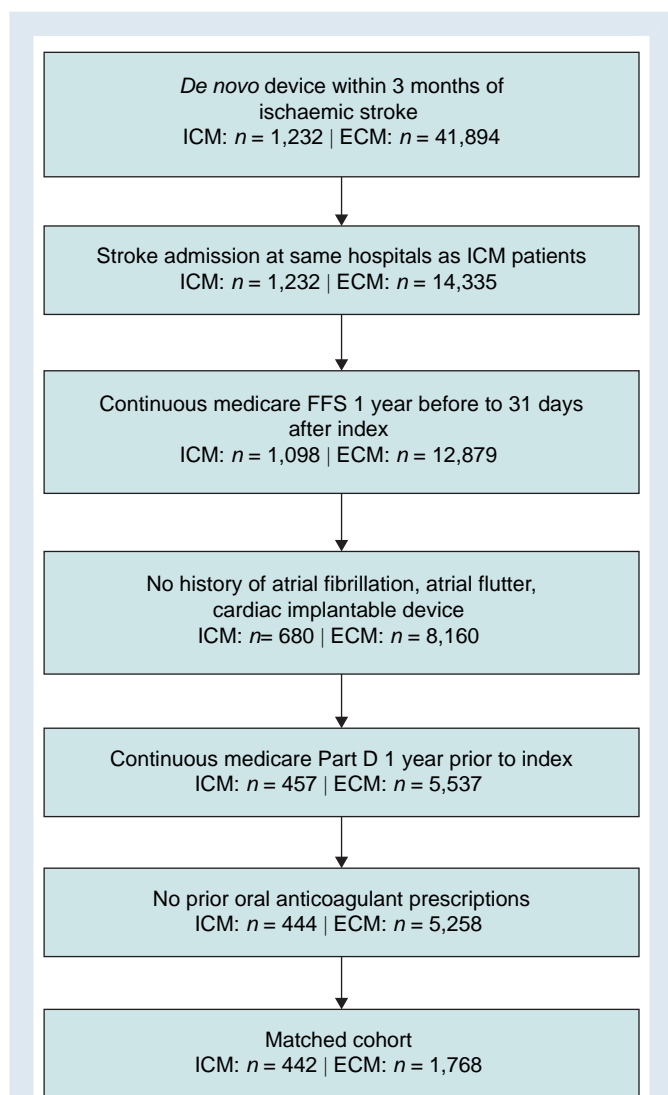 De novo device within 3 months of
ischaemic stroke
ICM: n = 1,232 | ECM: n = 41,894
Stroke admission at same hospitals as ICM patients
ICM: n = 1,232 | ECM: n = 14,335
Continuous medicare FFS 1 year before to 31 days
after index
ICM: n = 1,098 | ECM: n = 12,879
No history of atrial fibrillation, atrial flutter,
cardiac implantable device
ICM: n= 680 | ECM: n = 8,160
Continuous medicare Part D 1 year prior to index
ICM: n = 457 | ECM: n = 5,537
No prior oral anticoagulant prescriptions
ICM: n = 444 | ECM: n = 5,258
Matched cohort
ICM: n = 442 | ECM: n = 1,768